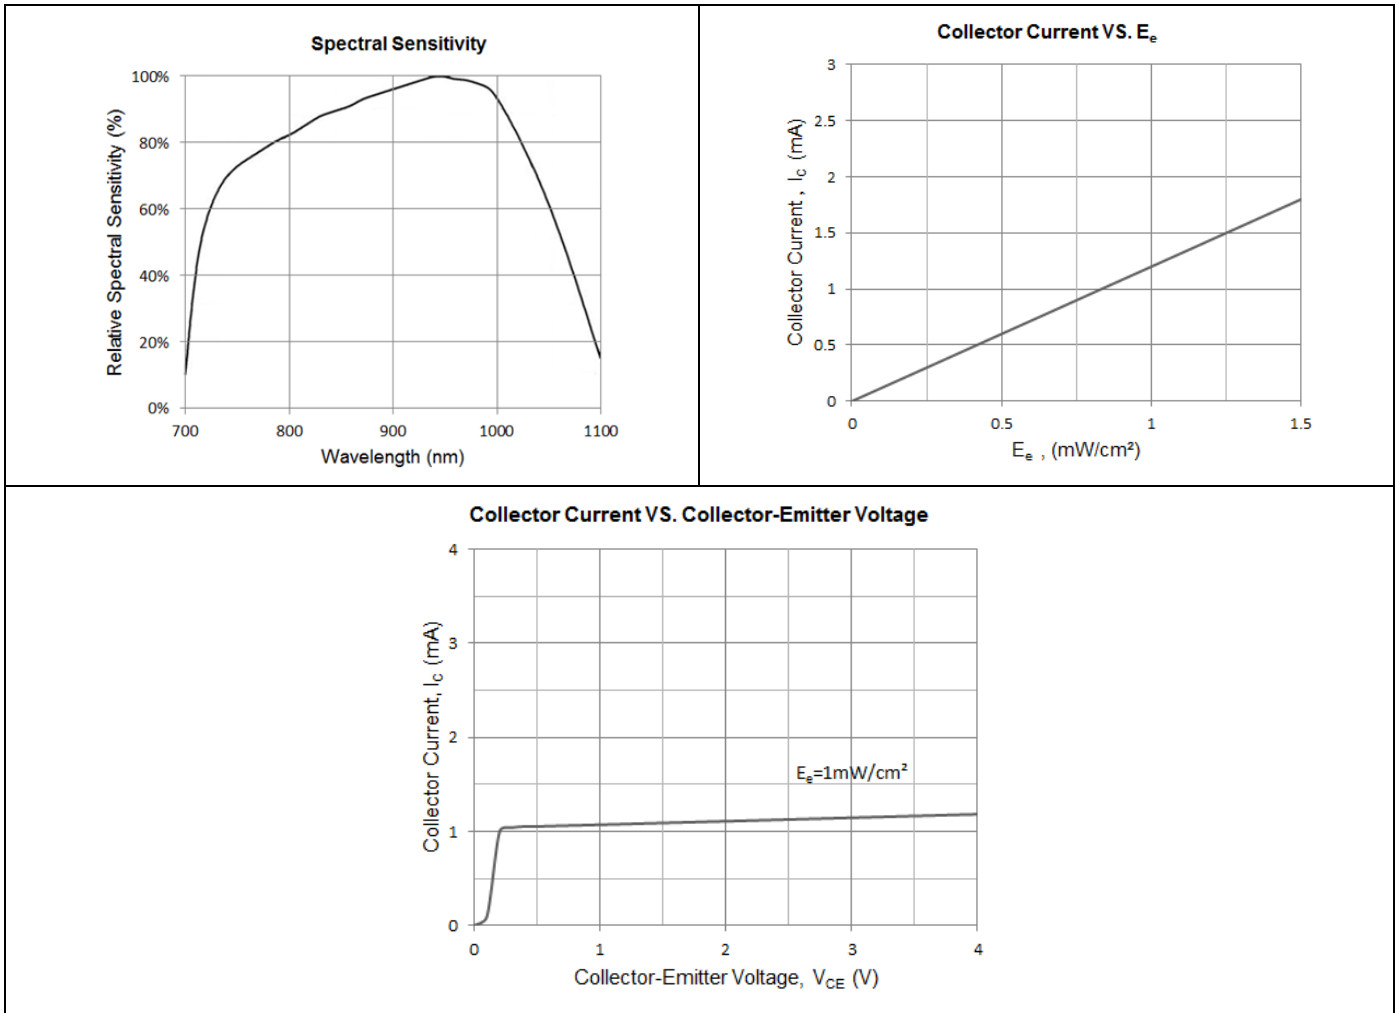 Spectral Sensitivity
Relative Spectral Sensitivity (%)
100%
80%
60%
40%
20%
0%
700 800 900 1000 1100
Wavelength (nm)
Collector Current VS. Eₑ
Collector Current , I_C (mA)
3
2.5
2
1.5
1
0.5
0
0 0.5 1 1.5
Eₑ , (mW/cm²)
Collector Current VS. Collector-Emitter Voltage
Collector Current, I_C (mA)
4
3
2
1
0
Eₑ=1mW/cm²
0 1 2 3 4
Collector-Emitter Voltage, V_CE (V)